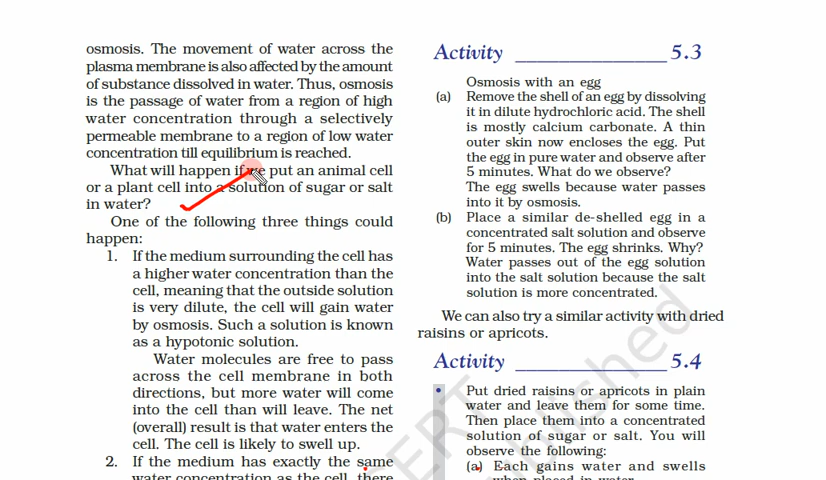 osmosis. The movement of water across the
plasma membrane is also affected by the amount
of substance dissolved in water. Thus, osmosis
is the passage of water from a region of high
water concentration through a selectively
permeable membrane to a region of low water
concentration till equilibrium is reached.
What will happen if we put an animal cell
or a plant cell into a solution of sugar or salt
in water?
One of the following three things could
happen:
1. If the medium surrounding the cell has
a higher water concentration than the
cell, meaning that the outside solution
is very dilute, the cell will gain water
by osmosis. Such a solution is known
as a hypotonic solution.
Water molecules are free to pass
across the cell membrane in both
directions, but more water will come
into the cell than will leave. The net
(overall) result is that water enters the
cell. The cell is likely to swell up.
2. If the medium has exactly the same
water concentration as the cell, there
Activity ______________ 5.3
Osmosis with an egg
(a) Remove the shell of an egg by dissolving
it in dilute hydrochloric acid. The shell
is mostly calcium carbonate. A thin
outer skin now encloses the egg. Put
the egg in pure water and observe after
5 minutes. What do we observe?
The egg swells because water passes
into it by osmosis.
(b) Place a similar de-shelled egg in a
concentrated salt solution and observe
for 5 minutes. The egg shrinks. Why?
Water passes out of the egg solution
into the salt solution because the salt
solution is more concentrated.
We can also try a similar activity with dried
raisins or apricots.
Activity ______________ 5.4
• Put dried raisins or apricots in plain
water and leave them for some time.
Then place them into a concentrated
solution of sugar or salt. You will
observe the following:
(a) Each gains water and swells
when placed in water.